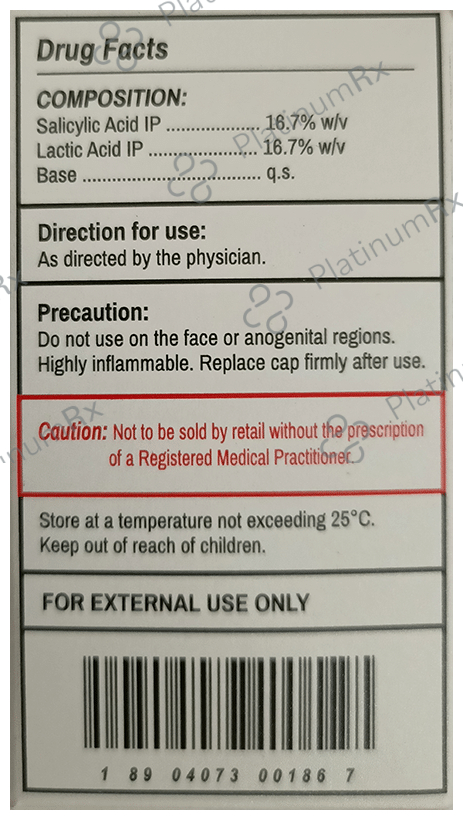 Drug Facts
COMPOSITION:
Salicylic Acid IP .................... 16.7% w/v
Lactic Acid IP ....................... 16.7% w/v
Base ...................................... q.s.
Direction for use:
As directed by the physician.
Precaution:
Do not use on the face or anogenital regions.
Highly inflammable. Replace cap firmly after use.
Caution: Not to be sold by retail without the prescription
of a Registered Medical Practitioner.
Store at a temperature not exceeding 25°C.
Keep out of reach of children.
FOR EXTERNAL USE ONLY
1 89 04073 00186 7
PlatinumRx
PlatinumRx